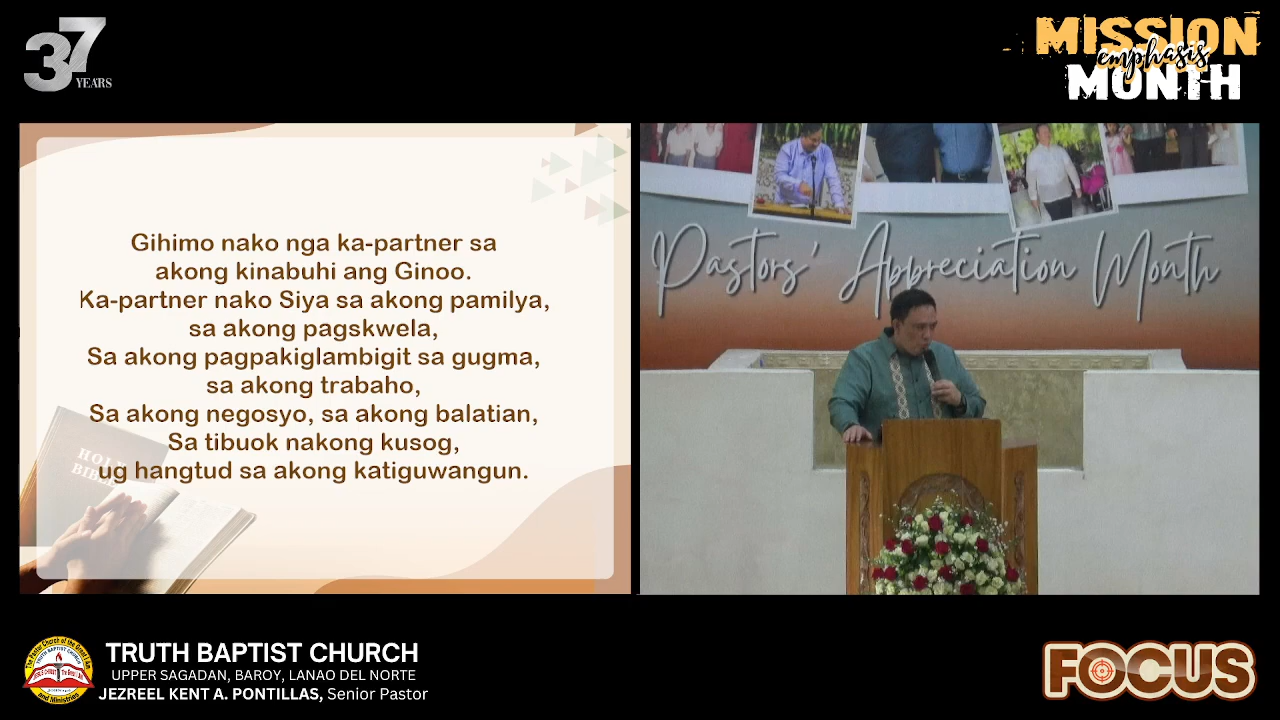 37
YEARS
MISSION
emphasis
MONTH
Gihimo nako nga ka-partner sa
akong kinabuhi ang Ginoo.
Ka-partner nako Siya sa akong pamilya,
sa akong pagskwela,
Sa akong pagpakiglambigit sa gugma,
sa akong trabaho,
Sa akong negosyo, sa akong balatian,
Sa tibuok nakong kusog,
ug hangtud sa akong katiguwangun.
HOLY
BIBLE
Pastors' Appreciation Month
TRUTH BAPTIST CHURCH
UPPER SAGADAN, BAROY, LANAO DEL NORTE
JEZREEL KENT A. PONTILLAS, Senior Pastor
FOCUS